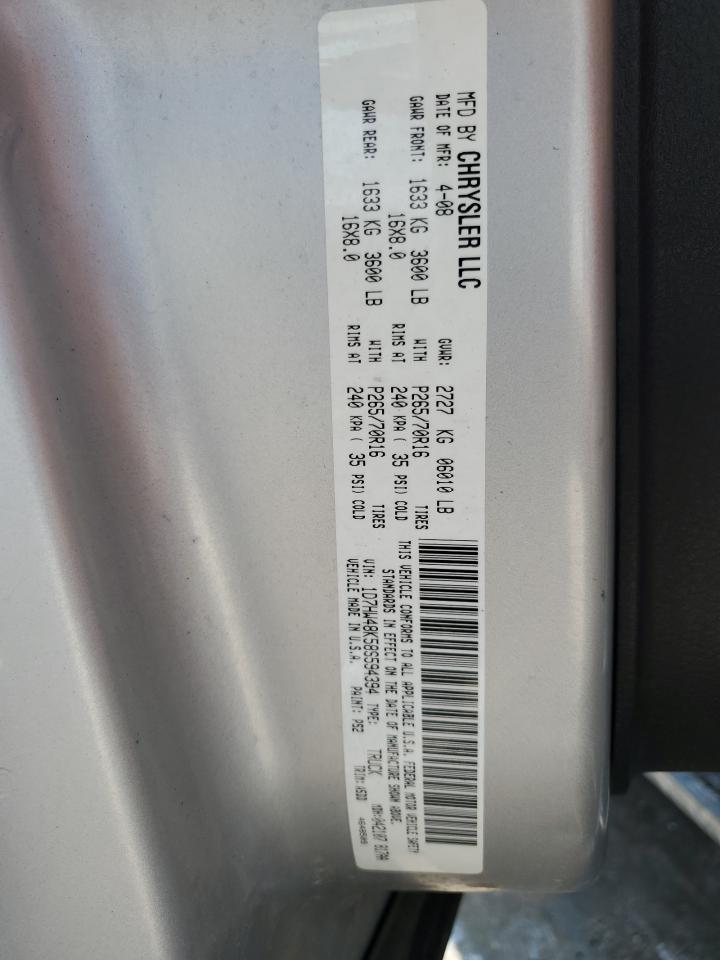 MFD BY CHRYSLER LLC
DATE OF MFR: 4-08 GVWR: 2727 KG 06010 LB
GAWR FRONT: 1633 KG 3600 LB WITH P265/70R16 TIRES
16X8.0 RIMS AT 240 KPA ( 35 PSI) COLD
GAWR REAR: 1633 KG 3600 LB WITH P265/70R16 TIRES
16X8.0 RIMS AT 240 KPA ( 35 PSI) COLD
THIS VEHICLE CONFORMS TO ALL APPLICABLE U.S.A. FEDERAL MOTOR VEHICLE SAFETY
STANDARDS IN EFFECT ON THE DATE OF MANUFACTURE SHOWN ABOVE.
VIN: 1D7HW48K58S594394 TYPE: TRUCK MDH:042107
VEHICLE MADE IN U.S.A. PAINT: PS2 TRIM: